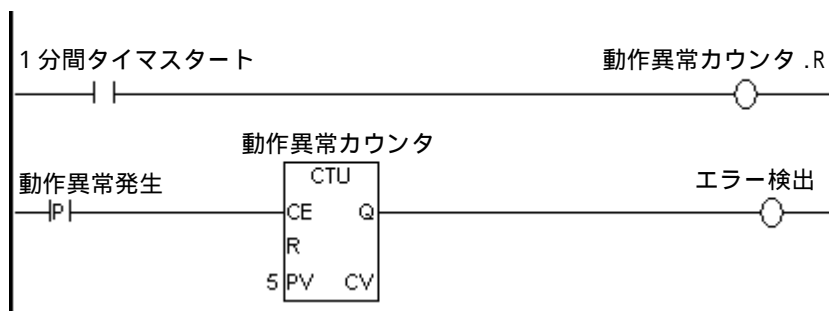 1分間タイマスタート 動作異常カウンタ.R
動作異常カウンタ
動作異常発生 CTU エラー検出
P CE Q
R
5 PV CV